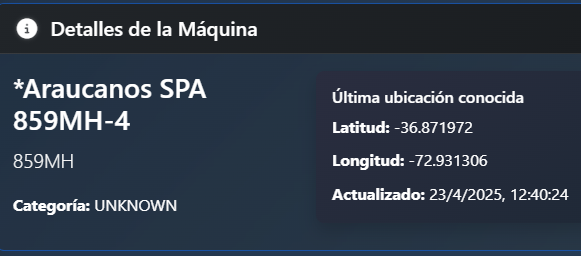 Detalles de la Máquina
*Araucanos SPA
859MH-4
859MH
Categoría: UNKNOWN
Última ubicación conocida
Latitud: -36.871972
Longitud: -72.931306
Actualizado: 23/4/2025, 12:40:24